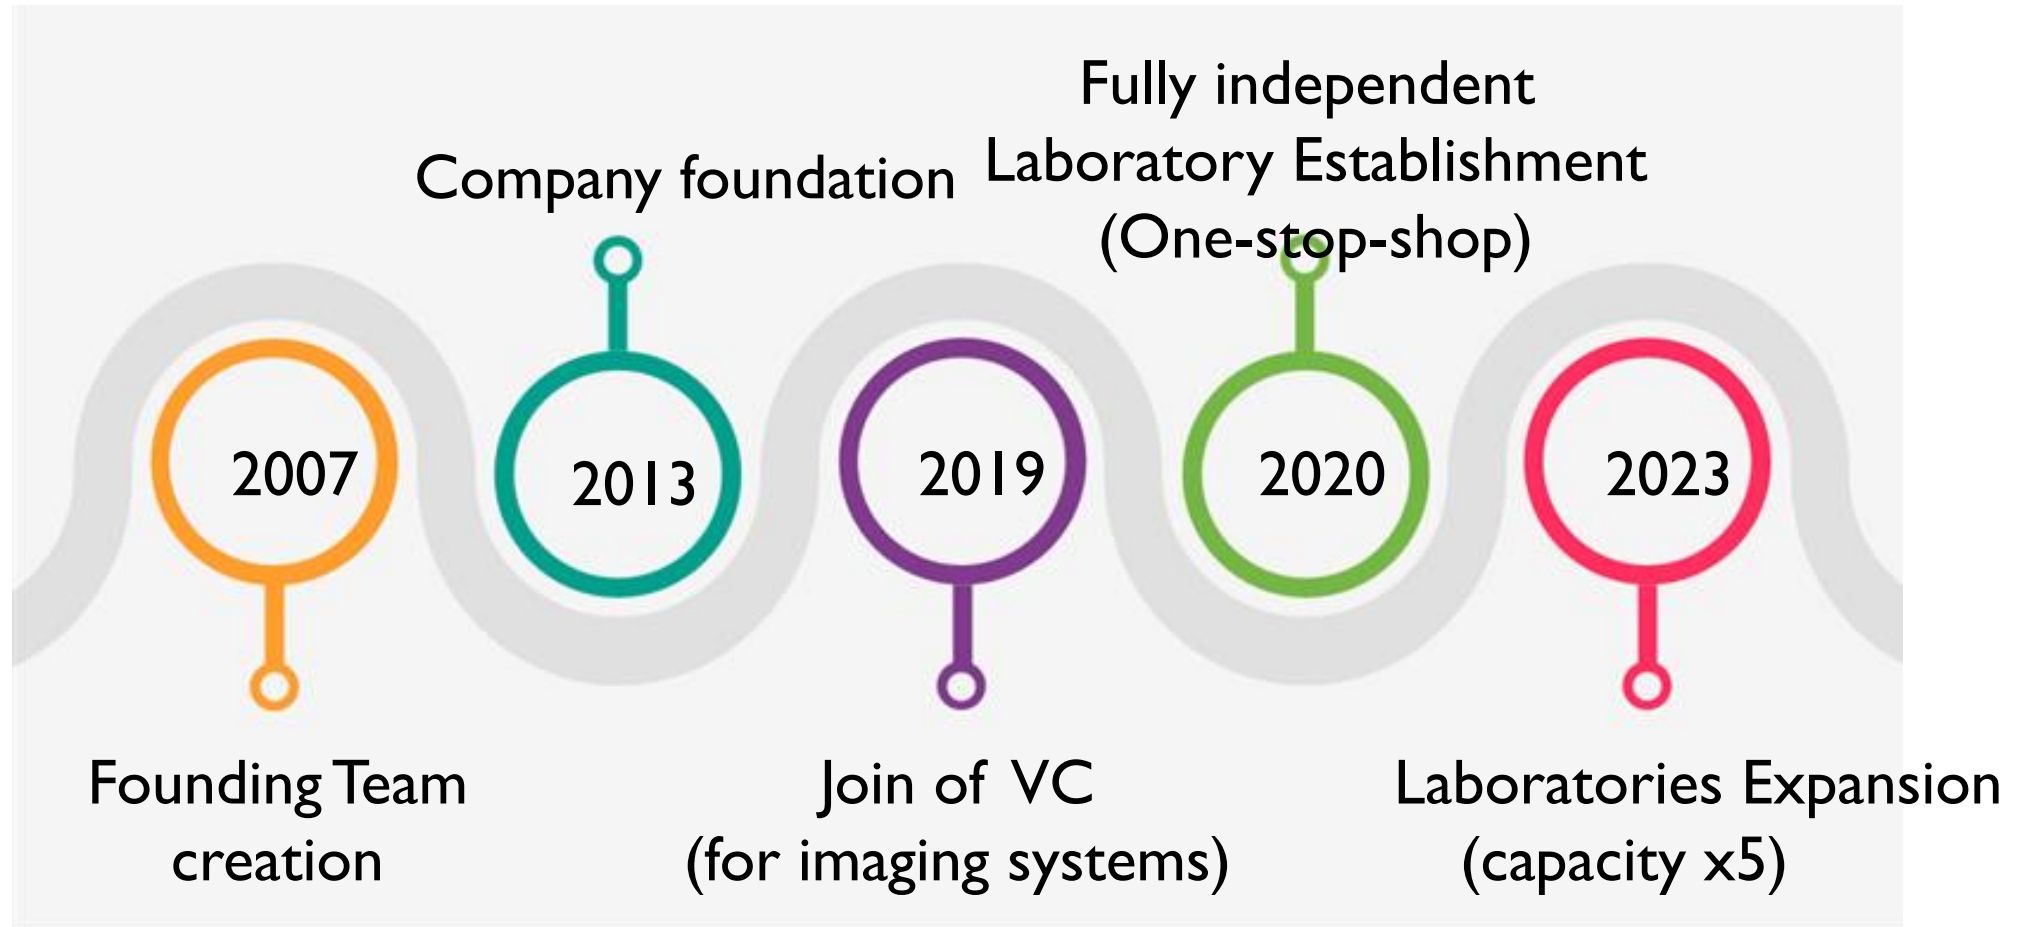 Fully independent
Laboratory Establishment
(One-stop-shop)
Company foundation
2007
2013
2019
2020
2023
Founding Team
creation
Join of VC
(for imaging systems)
Laboratories Expansion
(capacity x5)